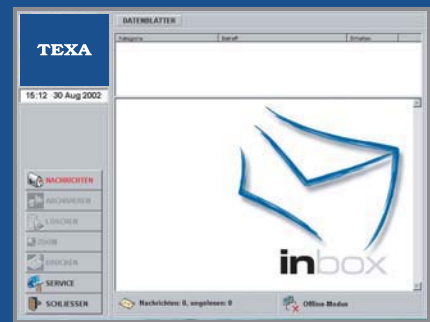 DATENBLÄTTER
TEXA
Kategorie Betreff Erhalten
15:12 30 Aug 2002
inbox
NACHRICHTEN
ARCHIVIEREN
LÖSCHEN
ZOOM
DRUCKEN
SERVICE
SCHLIESSEN
Nachrichten: 0, ungelesen: 0
Offline-Modus